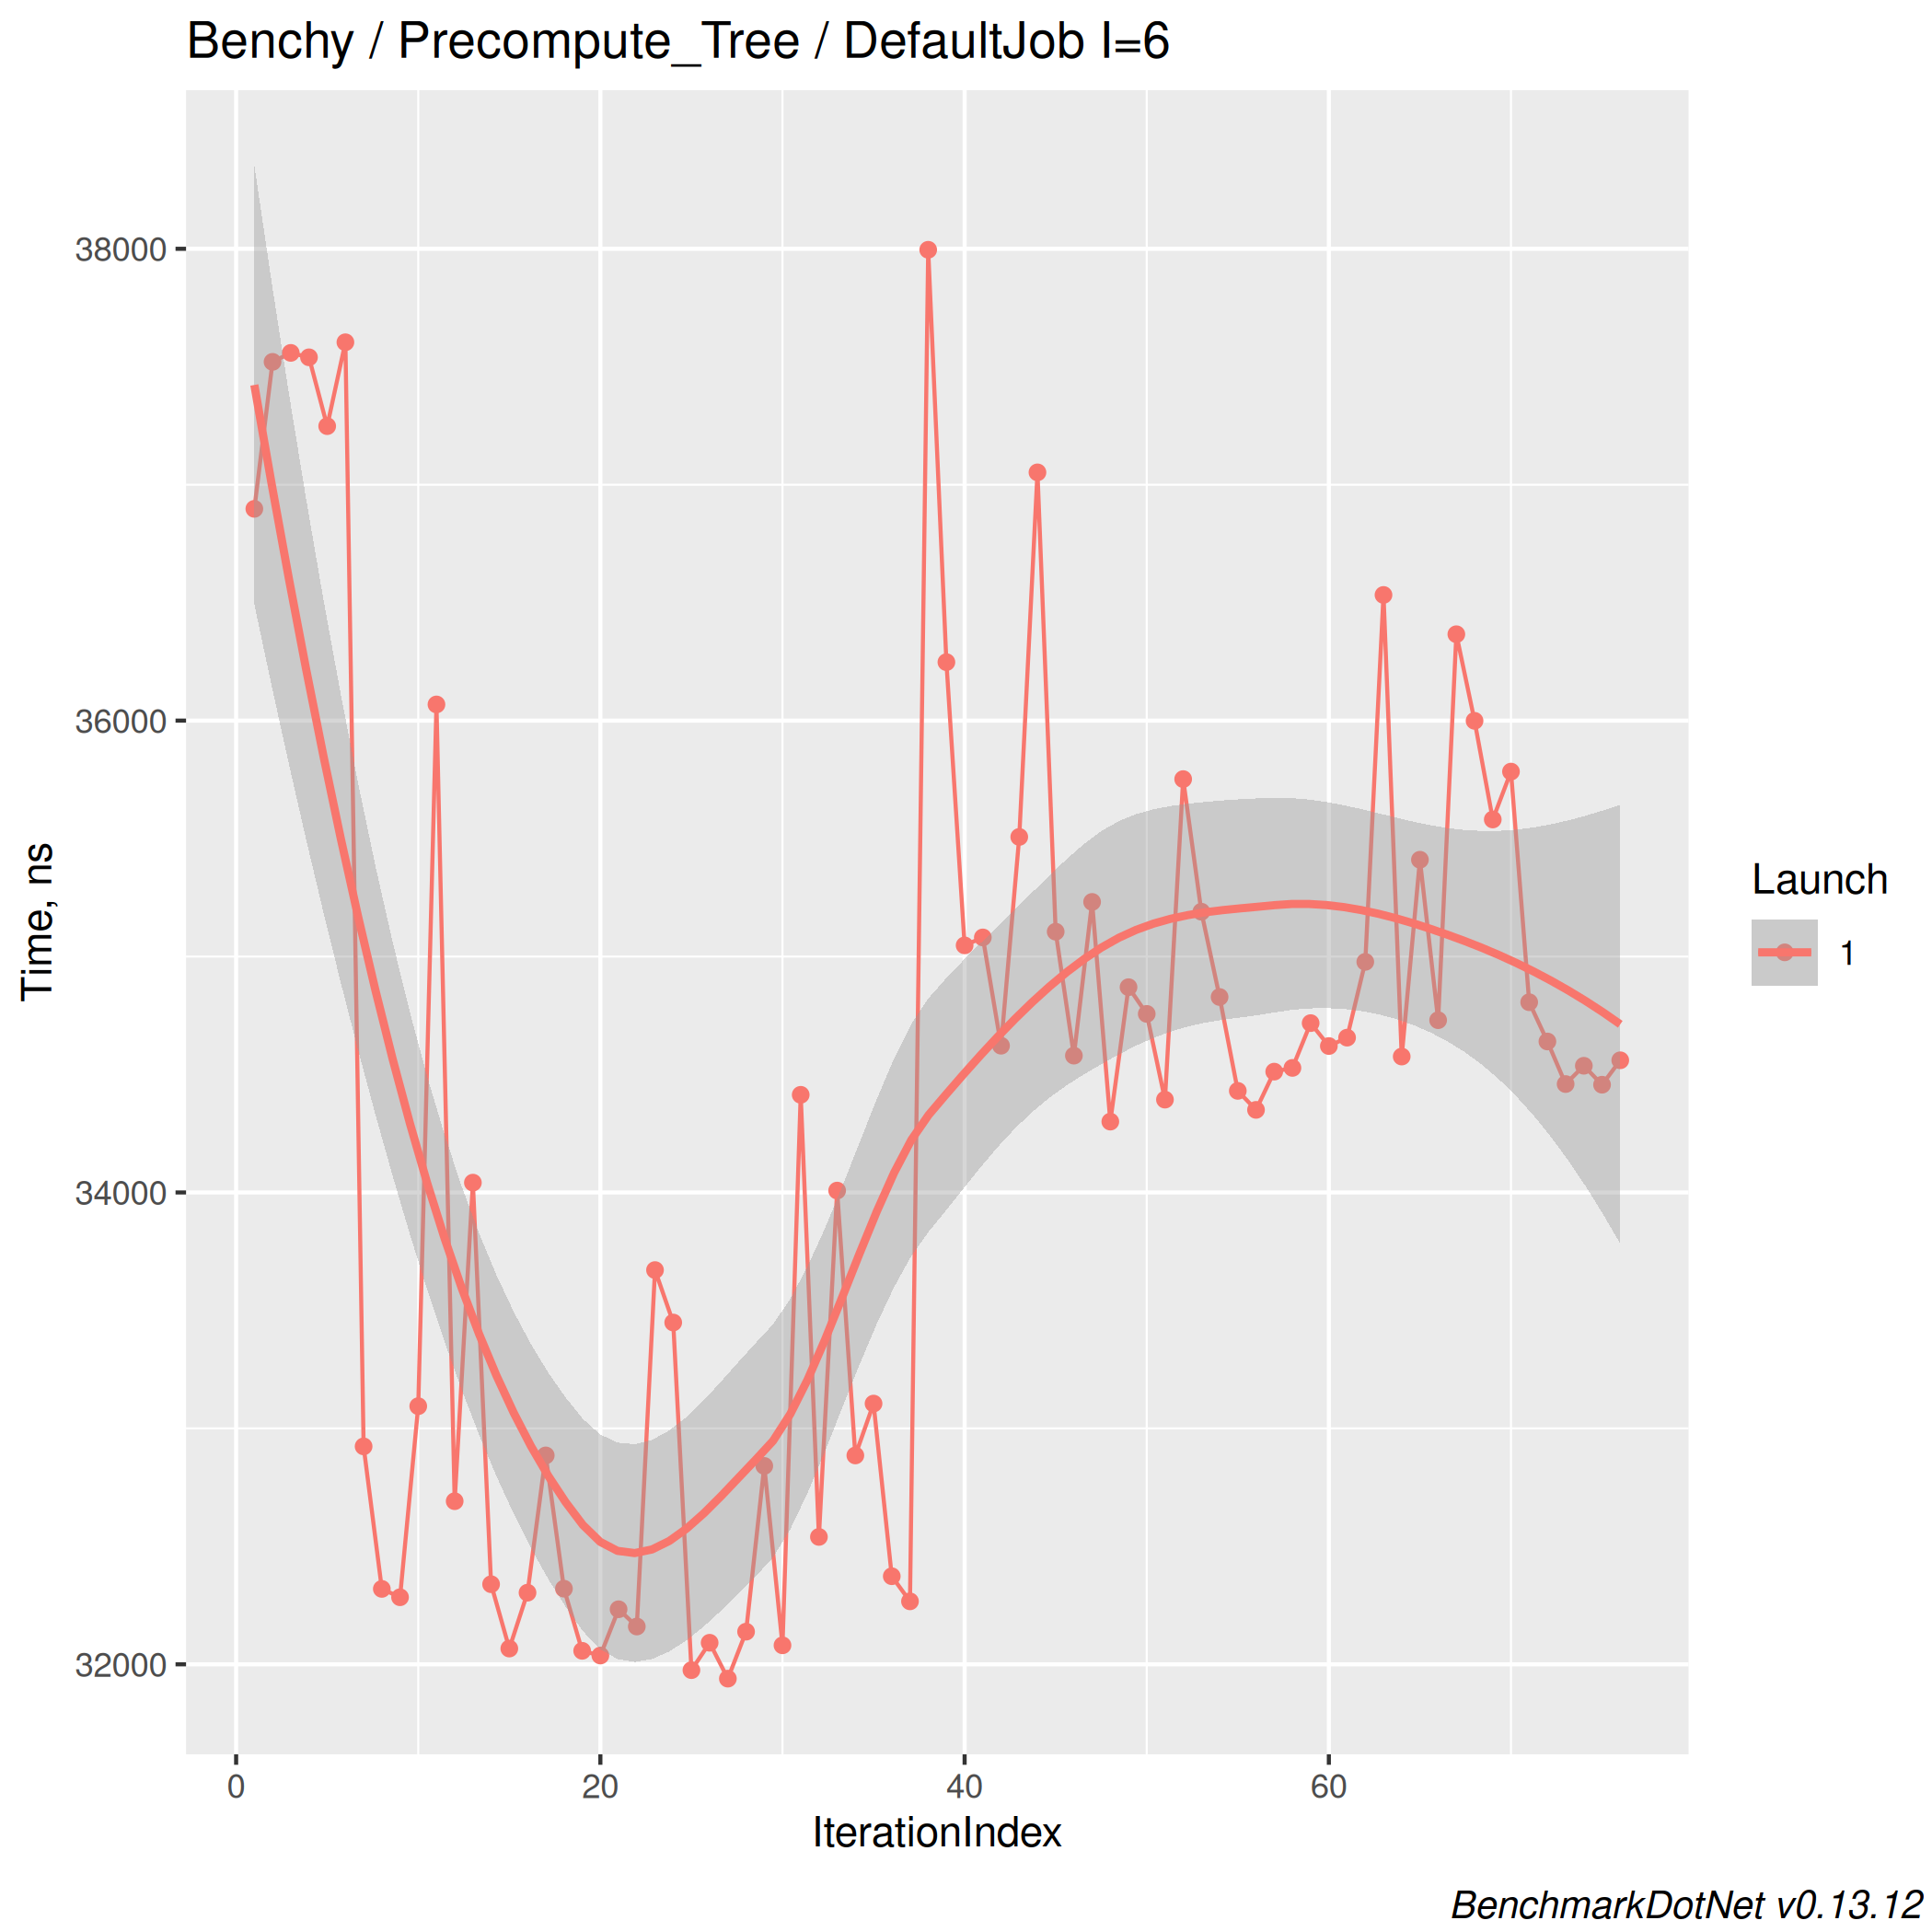 Benchy / Precompute_Tree / DefaultJob I=6
38000
36000
34000
32000
Time, ns
0 20 40 60
IterationIndex
Launch
1
BenchmarkDotNet v0.13.12